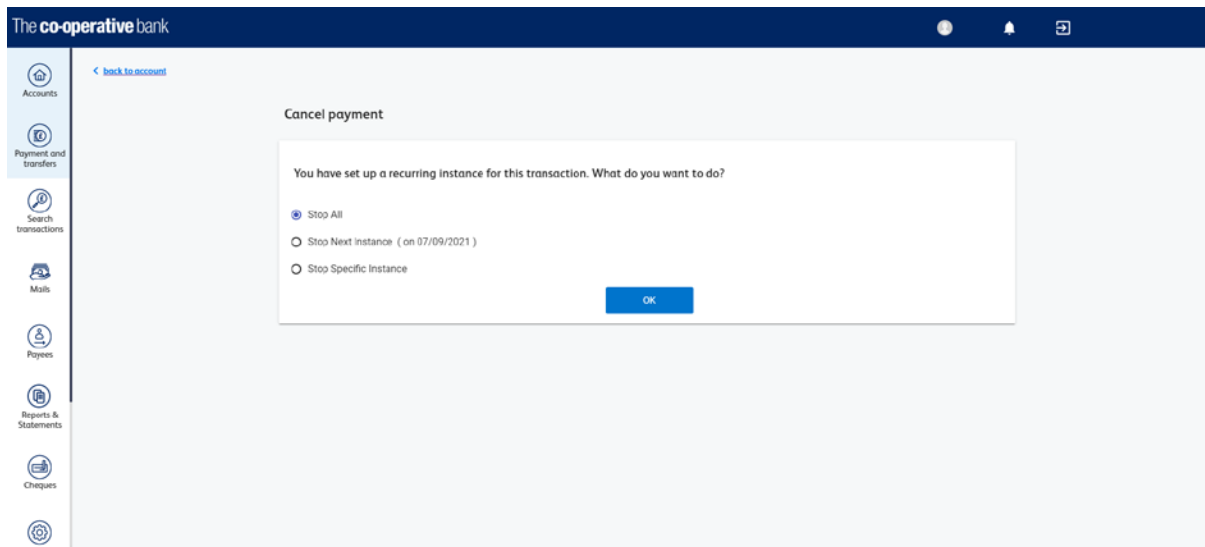 The co-operative bank
Accounts
Payment and
transfers
Search
transactions
Mails
Payees
Reports &
Statements
Cheques
< back to account
Cancel payment
You have set up a recurring instance for this transaction. What do you want to do?
Stop All
Stop Next Instance ( on 07/09/2021 )
Stop Specific Instance
OK